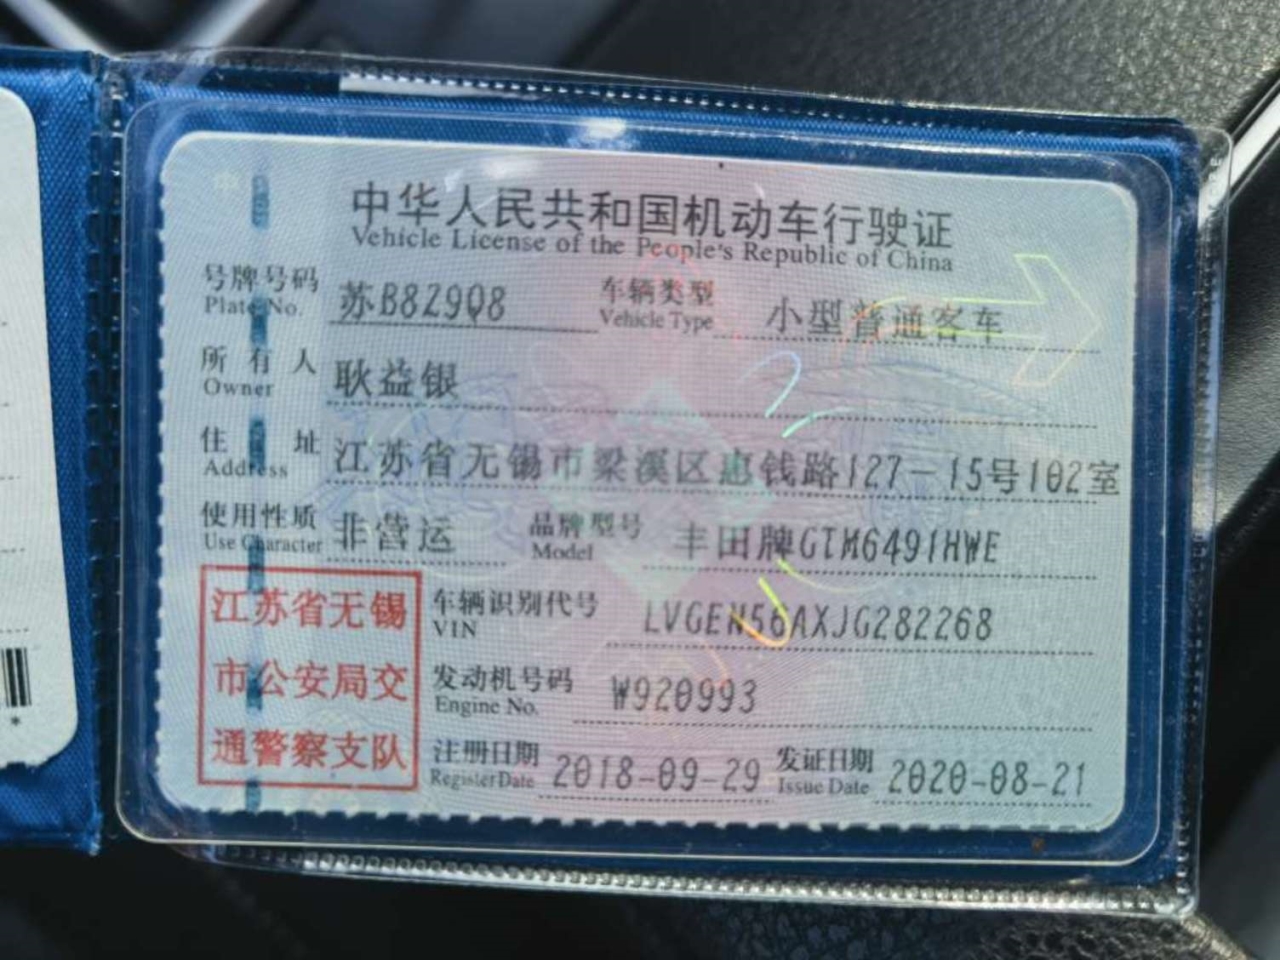 中华人民共和国机动车行驶证
Vehicle License of the People's Republic of China
号牌号码 苏B8Z9Q8 车辆类型 小型普通客车
Plate No. Vehicle Type
所有人 耿益银
Owner
住址 江苏省无锡市梁溪区惠钱路127-15号102室
Address
使用性质 非营运 品牌型号 丰田牌GTM6491HWE
Use Character Model
江苏省无锡
市公安局交
通警察支队
车辆识别代号 LVGEN56AXJG282268
VIN
发动机号码 W920993
Engine No.
注册日期 2018-09-29 发证日期 2020-08-21
Register Date Issue Date
*